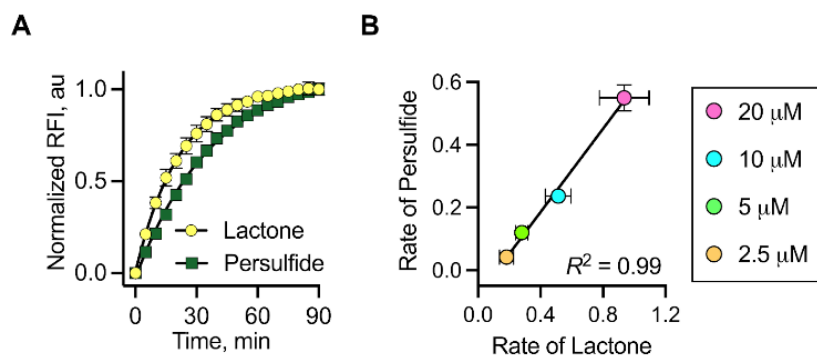 A
Normalized RFI, au
1.0
0.5
0.0
Lactone
Persulfide
0 30 60 90
Time, min
B
Rate of Persulfide
0.6
0.4
0.2
0.0
R² = 0.99
0.0 0.4 0.8 1.2
Rate of Lactone
20 μM
10 μM
5 μM
2.5 μM